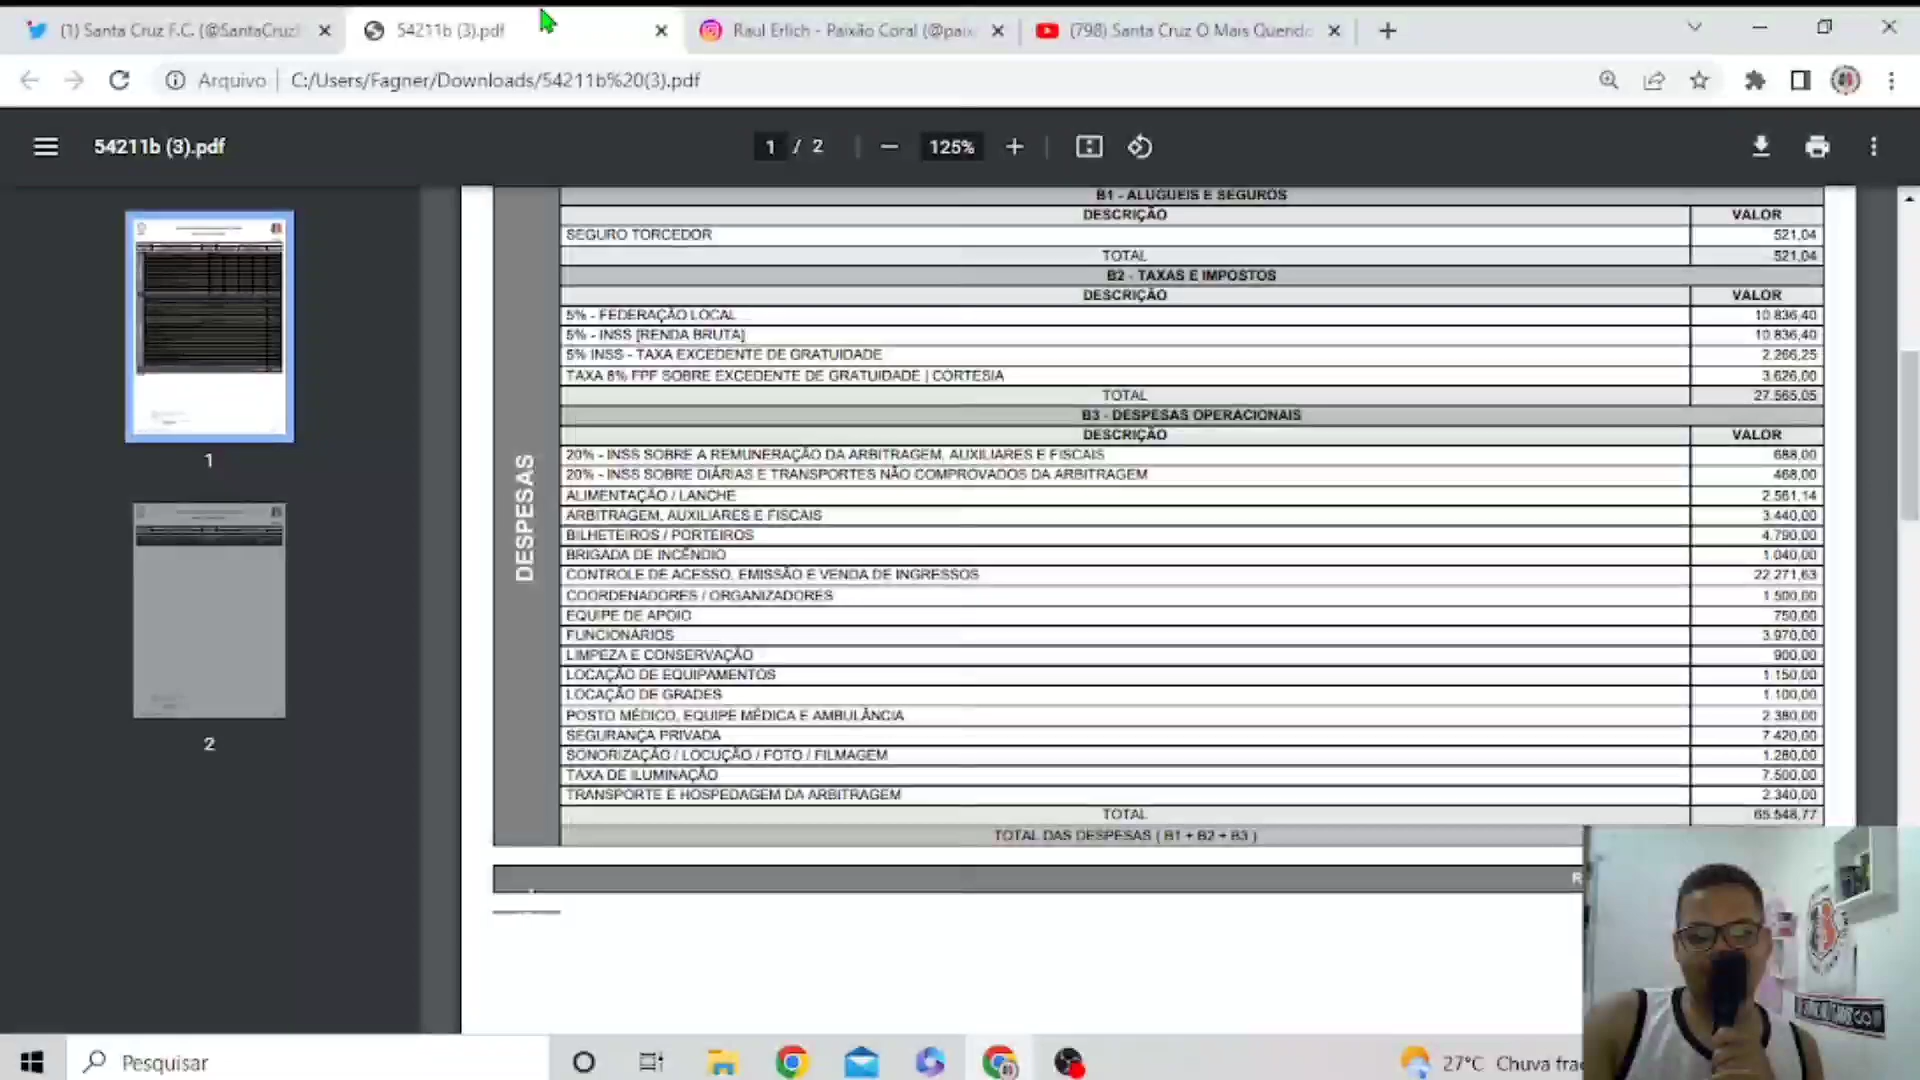 (1) Santa Cruz F.C. (@SantaCruz
54211b (3).pdf
Raul Erlich - Paixão Coral (@paix
(798) Santa Cruz O Mais Querido
Arquivo
C:/Users/Fagner/Downloads/54211b%20(3).pdf
54211b (3).pdf
1 / 2
125%
1
2
DESPESAS
B1 - ALUGUEIS E SEGUROS
DESCRIÇÃO VALOR
SEGURO TORCEDOR 521,04
TOTAL 521,04
B2 - TAXAS E IMPOSTOS
DESCRIÇÃO VALOR
5% - FEDERAÇÃO LOCAL 10.836,40
5% - INSS [RENDA BRUTA] 10.836,40
5% INSS - TAXA EXCEDENTE DE GRATUIDADE 2.266,25
TAXA 8% FPF SOBRE EXCEDENTE DE GRATUIDADE | CORTESIA 3.626,00
TOTAL 27.565,05
B3 - DESPESAS OPERACIONAIS
DESCRIÇÃO VALOR
20% - INSS SOBRE A REMUNERAÇÃO DA ARBITRAGEM, AUXILIARES E FISCAIS 688,00
20% - INSS SOBRE DIÁRIAS E TRANSPORTES NÃO COMPROVADOS DA ARBITRAGEM 468,00
ALIMENTAÇÃO / LANCHE 2.561,14
ARBITRAGEM, AUXILIARES E FISCAIS 3.440,00
BILHETEIROS / PORTEIROS 4.790,00
BRIGADA DE INCÊNDIO 1.040,00
CONTROLE DE ACESSO, EMISSÃO E VENDA DE INGRESSOS 22.271,63
COORDENADORES / ORGANIZADORES 1.500,00
EQUIPE DE APOIO 750,00
FUNCIONÁRIOS 3.970,00
LIMPEZA E CONSERVAÇÃO 900,00
LOCAÇÃO DE EQUIPAMENTOS 1.150,00
LOCAÇÃO DE GRADES 1.100,00
POSTO MÉDICO, EQUIPE MÉDICA E AMBULÂNCIA 2.380,00
SEGURANÇA PRIVADA 7.420,00
SONORIZAÇÃO / LOCUÇÃO / FOTO / FILMAGEM 1.280,00
TAXA DE ILUMINAÇÃO 7.500,00
TRANSPORTE E HOSPEDAGEM DA ARBITRAGEM 2.340,00
TOTAL 65.548,77
TOTAL DAS DESPESAS ( B1 + B2 + B3 )
R
Pesquisar
27°C Chuva frac